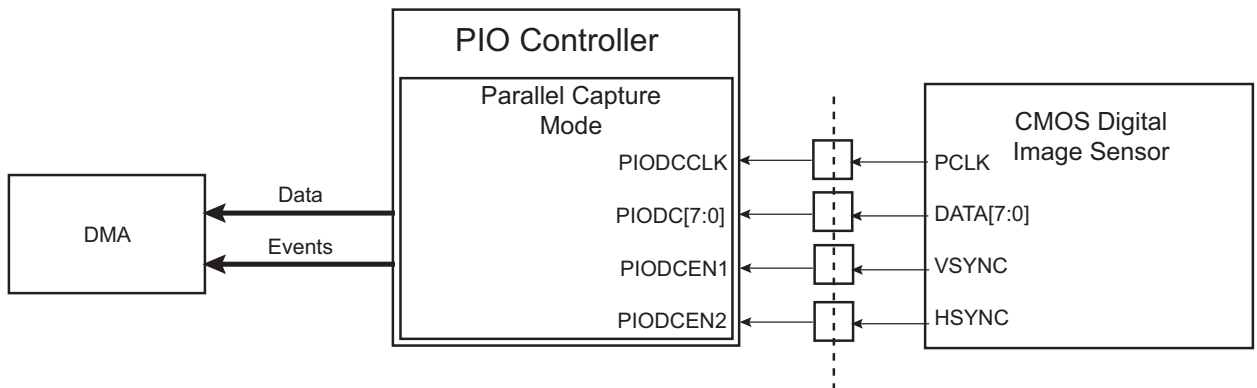 PIO Controller
Parallel Capture
Mode
CMOS Digital
Image Sensor
PIODCCLK
PCLK
Data
PIODC[7:0]
DATA[7:0]
DMA
Events
PIODCEN1
VSYNC
PIODCEN2
HSYNC